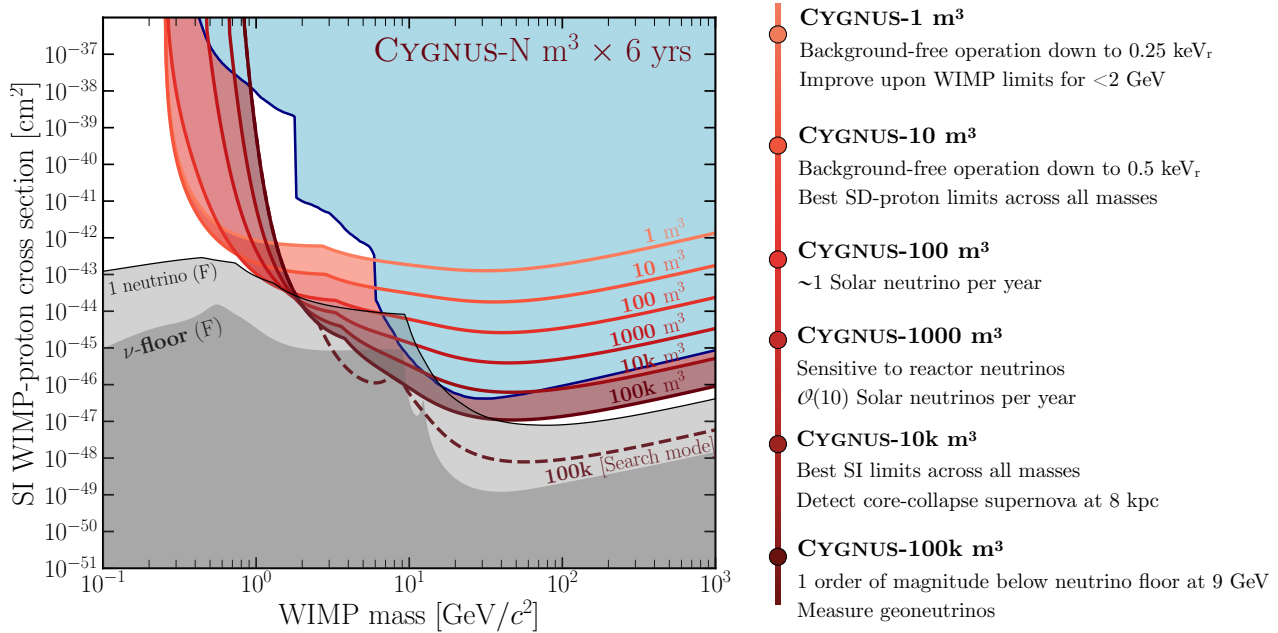 CYGNUS-N m³ × 6 yrs
SI WIMP-proton cross section [cm²]
10⁻³⁷
10⁻³⁸
10⁻³⁹
10⁻⁴⁰
10⁻⁴¹
10⁻⁴²
10⁻⁴³
10⁻⁴⁴
10⁻⁴⁵
10⁻⁴⁶
10⁻⁴⁷
10⁻⁴⁸
10⁻⁴⁹
10⁻⁵⁰
10⁻⁵¹
1 neutrino (F)
ν-floor (F)
1 m³
10 m³
100 m³
1000 m³
10k m³
100k m³
100k [Search mode]
10⁻¹ 10⁰ 10¹ 10² 10³
WIMP mass [GeV/c²]
CYGNUS-1 m³
Background-free operation down to 0.25 keVᵣ
Improve upon WIMP limits for <2 GeV
CYGNUS-10 m³
Background-free operation down to 0.5 keVᵣ
Best SD-proton limits across all masses
CYGNUS-100 m³
~1 Solar neutrino per year
CYGNUS-1000 m³
Sensitive to reactor neutrinos
𝒪(10) Solar neutrinos per year
CYGNUS-10k m³
Best SI limits across all masses
Detect core-collapse supernova at 8 kpc
CYGNUS-100k m³
1 order of magnitude below neutrino floor at 9 GeV
Measure geoneutrinos